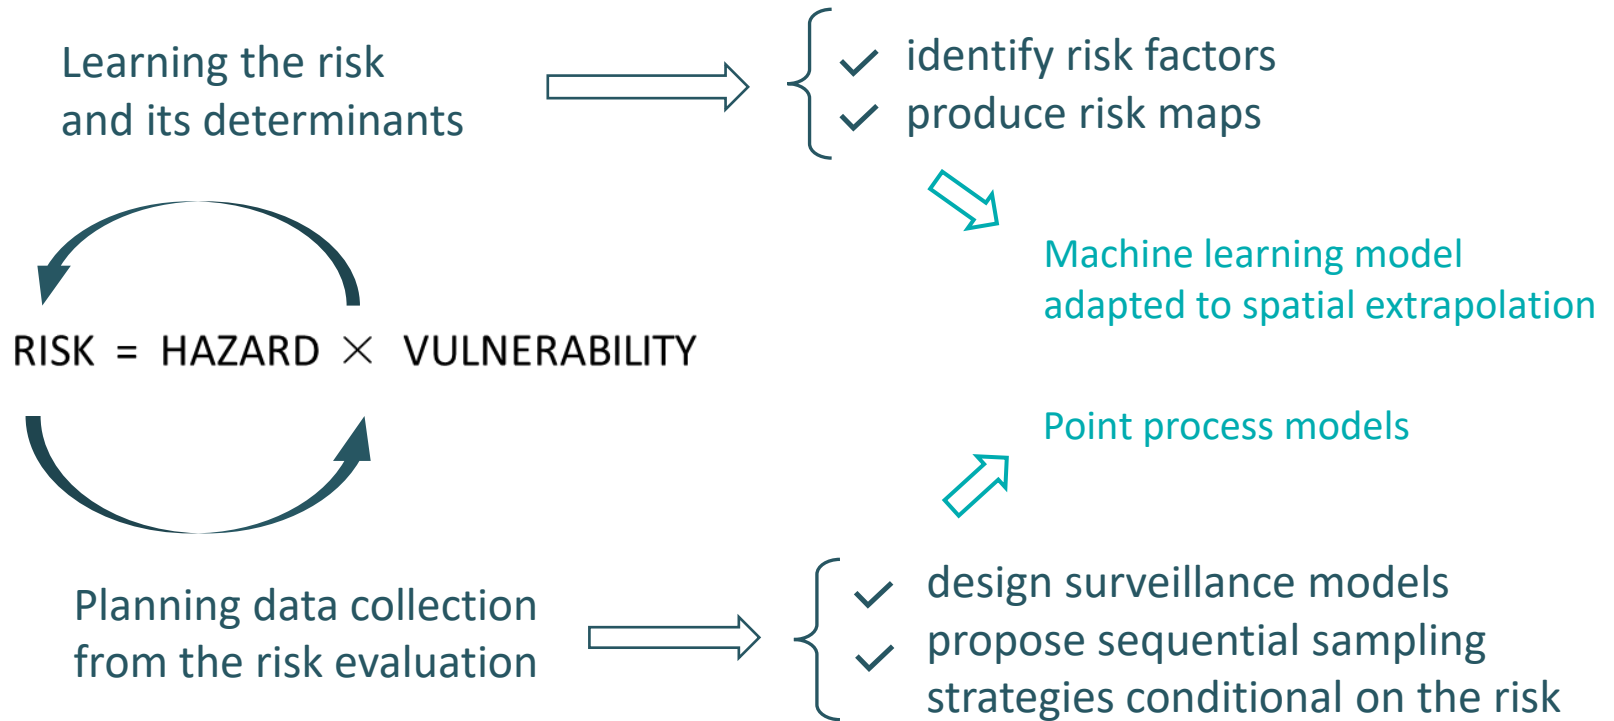 Learning the risk
and its determinants
identify risk factors
produce risk maps
Machine learning model
adapted to spatial extrapolation
RISK = HAZARD × VULNERABILITY
Point process models
Planning data collection
from the risk evaluation
design surveillance models
propose sequential sampling
strategies conditional on the risk